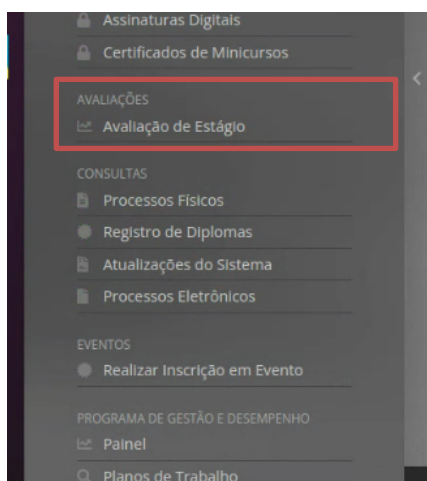 Assinaturas Digitais
Certificados de Minicursos
AVALIAÇÕES
Avaliação de Estágio
CONSULTAS
Processos Físicos
Registro de Diplomas
Atualizações do Sistema
Processos Eletrônicos
EVENTOS
Realizar Inscrição em Evento
PROGRAMA DE GESTÃO E DESEMPENHO
Painel
Planos de Trabalho